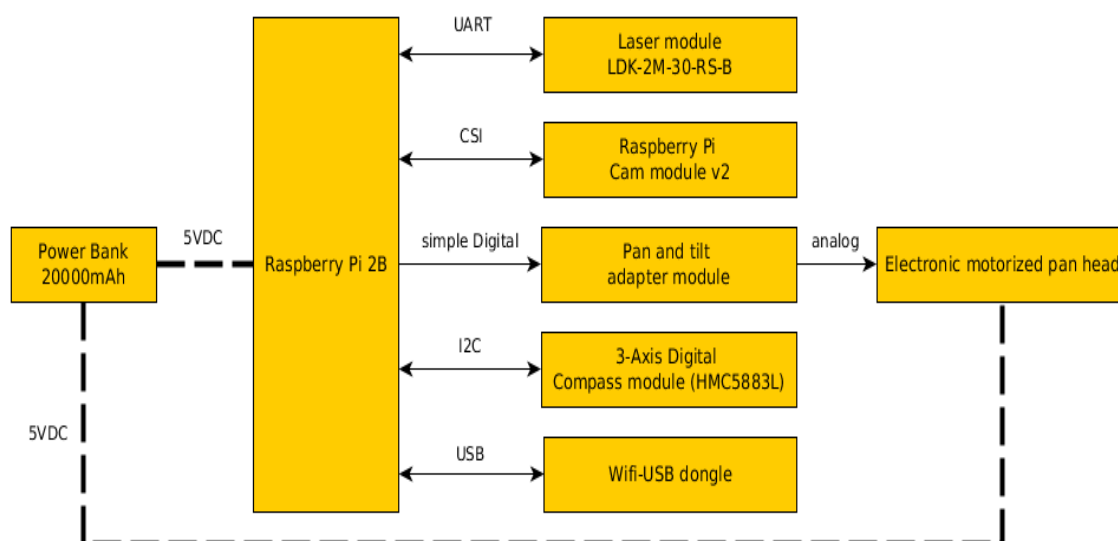 UART
Laser module
LDK-2M-30-RS-B
CSI
Raspberry Pi
Cam module v2
5VDC
Power Bank
20000mAh
Raspberry Pi 2B
simple Digital
Pan and tilt
adapter module
analog
Electronic motorized pan head
I2C
3-Axis Digital
Compass module (HMC5883L)
5VDC
USB
Wifi-USB dongle